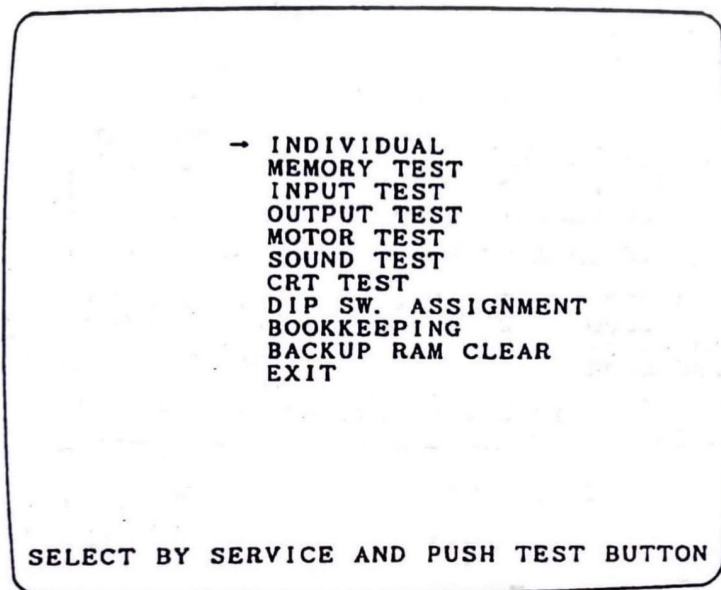 → INDIVIDUAL
MEMORY TEST
INPUT TEST
OUTPUT TEST
MOTOR TEST
SOUND TEST
CRT TEST
DIP SW. ASSIGNMENT
BOOKKEEPING
BACKUP RAM CLEAR
EXIT
SELECT BY SERVICE AND PUSH TEST BUTTON